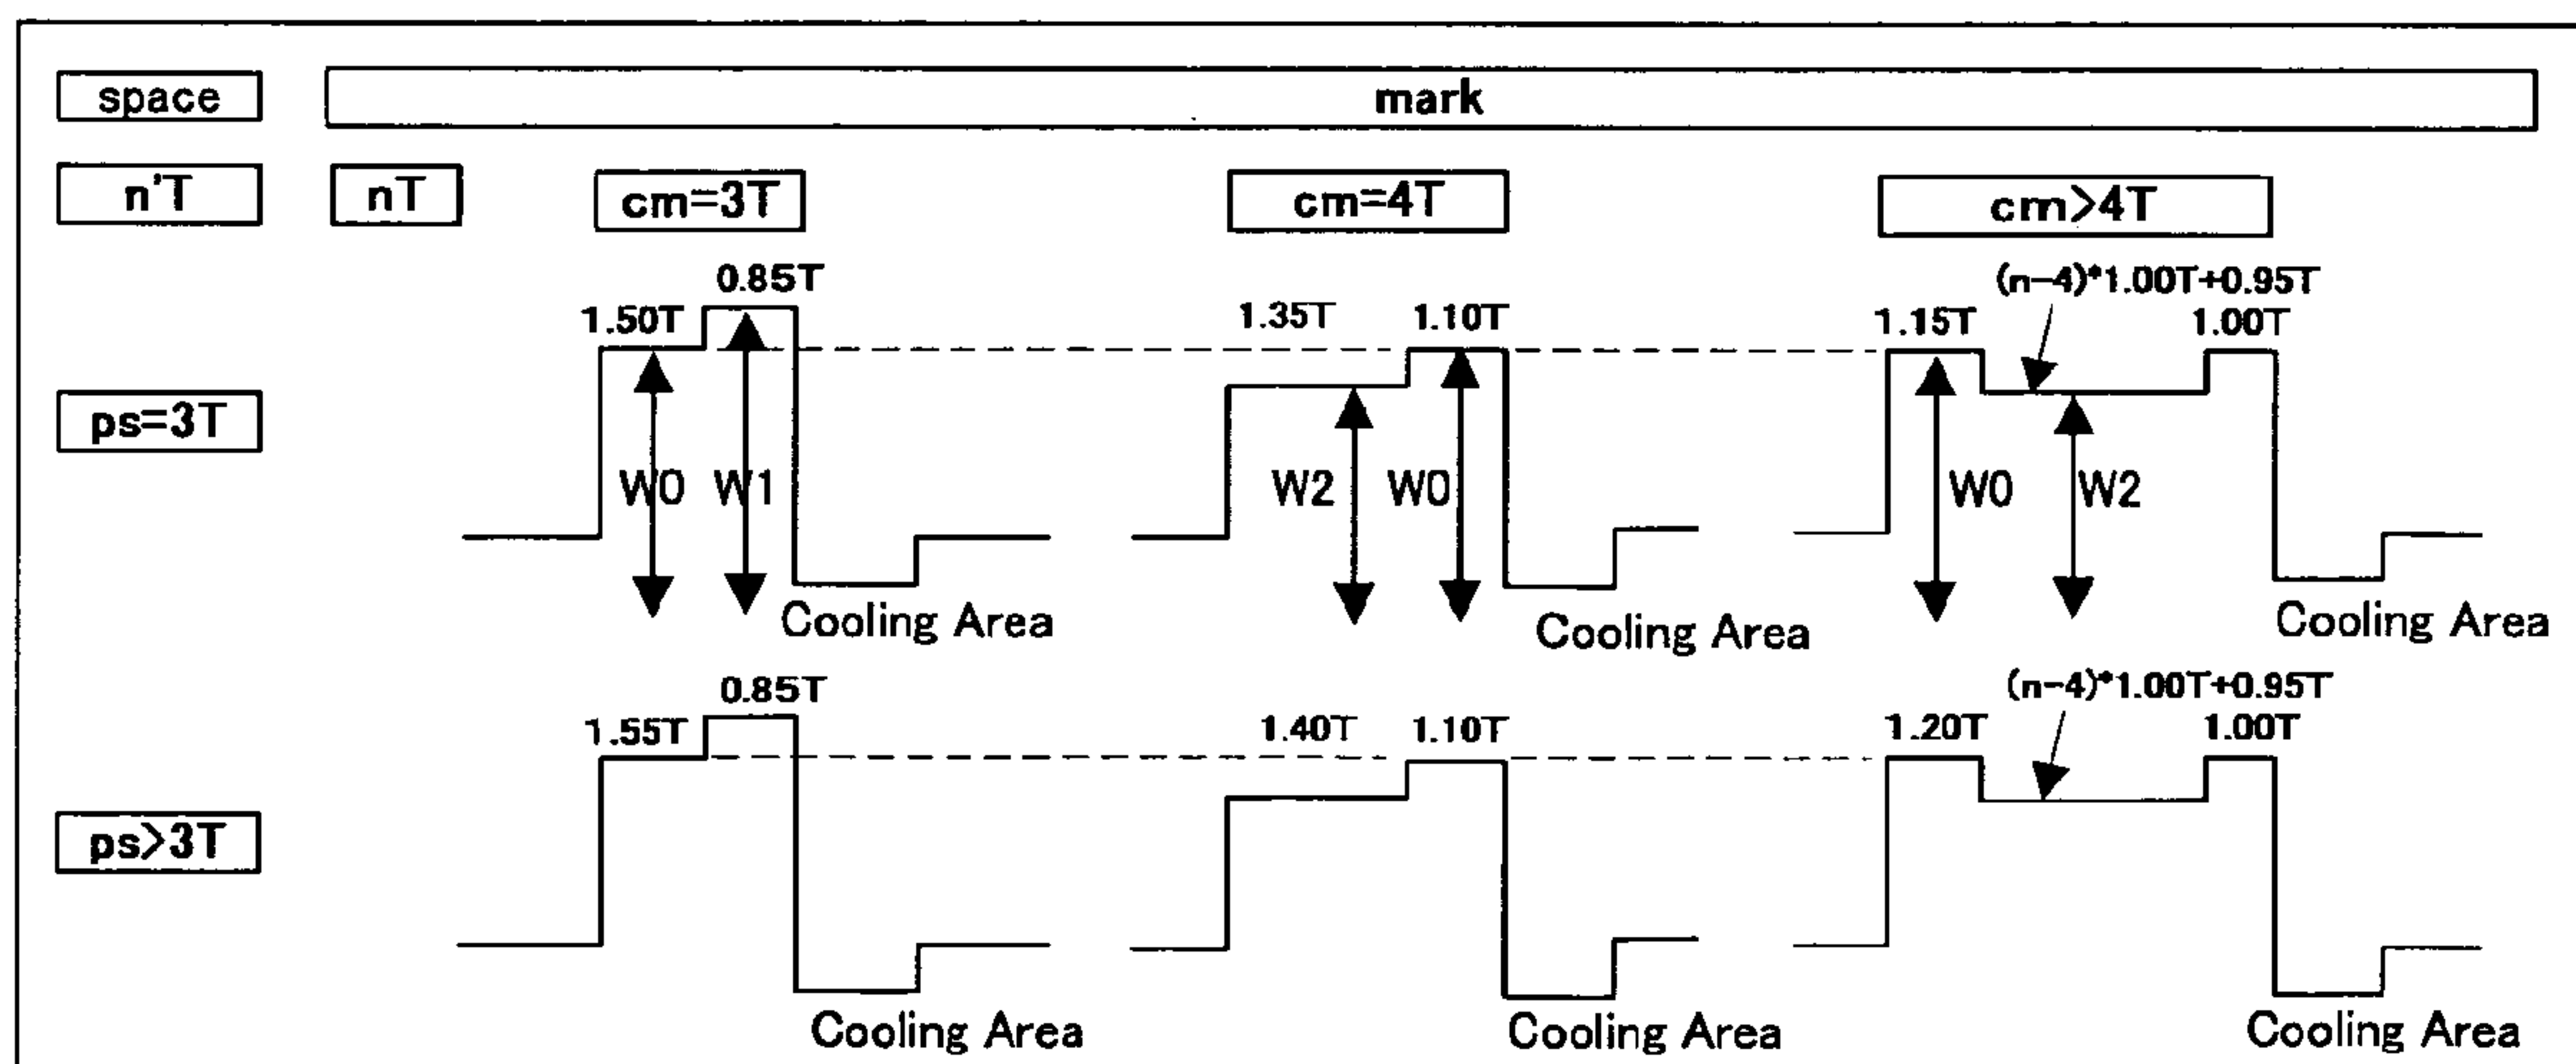 space mark
n'T nT cm=3T cm=4T cm>4T
0.85T (n-4)*1.00T+0.95T
1.50T 1.35T 1.10T 1.15T 1.00T
ps=3T
W0 W1 W2 W0 W0 W2
Cooling Area Cooling Area Cooling Area
0.85T (n-4)*1.00T+0.95T
1.55T 1.40T 1.10T 1.20T 1.00T
ps>3T
Cooling Area Cooling Area Cooling Area